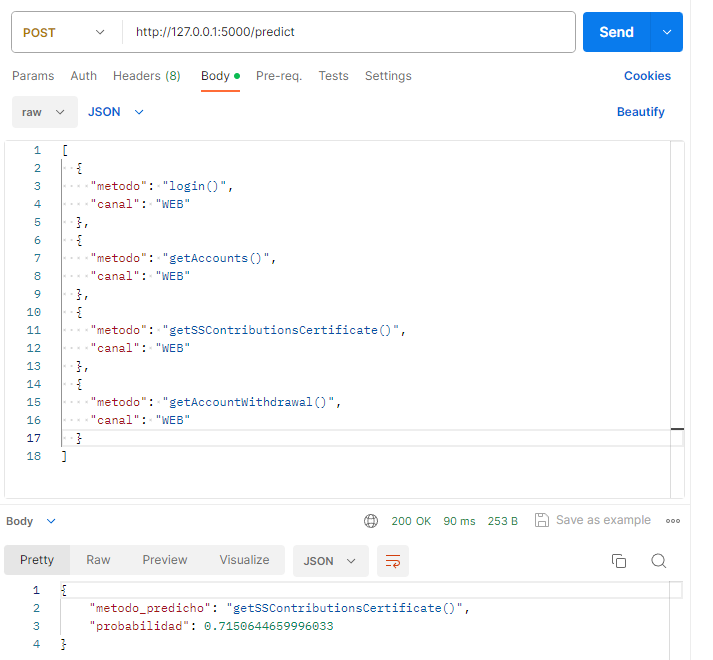 POST http://127.0.0.1:5000/predict Send
Params Auth Headers (8) Body Pre-req. Tests Settings Cookies
raw JSON Beautify
1 [
2 {
3 "metodo": "login()",
4 "canal": "WEB"
5 },
6 {
7 "metodo": "getAccounts()",
8 "canal": "WEB"
9 },
10 {
11 "metodo": "getSSContributionsCertificate()",
12 "canal": "WEB"
13 },
14 {
15 "metodo": "getAccountWithdrawal()",
16 "canal": "WEB"
17 }
18 ]
Body 200 OK 90 ms 253 B Save as example
Pretty Raw Preview Visualize JSON
1 {
2 "metodo_predicho": "getSSContributionsCertificate()",
3 "probabilidad": 0.7150644659996033
4 }